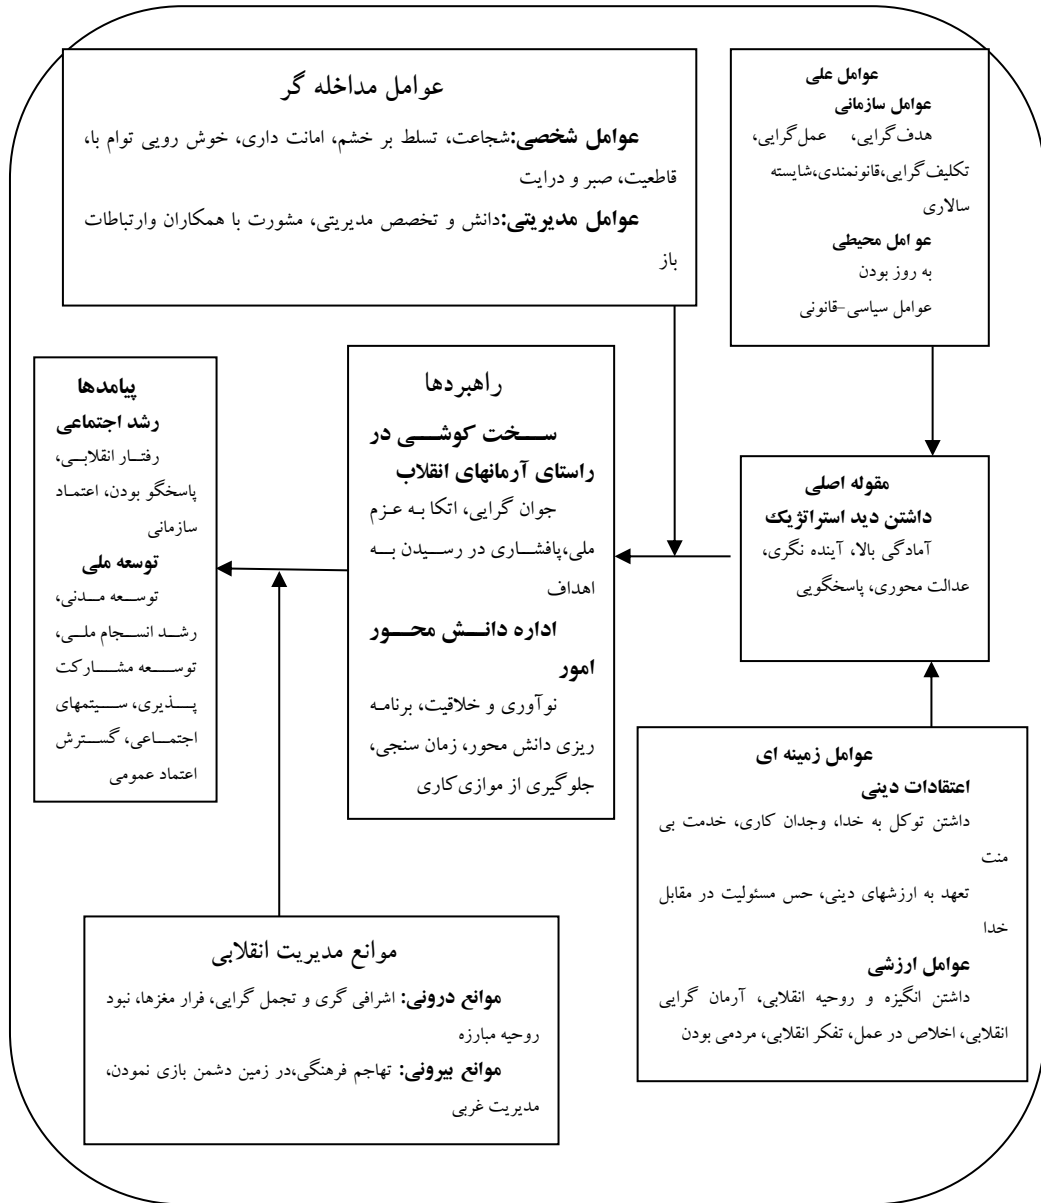 عوامل علی
عوامل سازمانی
هدف‌گرایی، عمل‌گرایی،
تکلیف‌گرایی،قانونمندی،شایسته
سالاری
عو امل محیطی
به روز بودن
عوامل سیاسی-قانونی
عوامل مداخله گر
عوامل شخصی:شجاعت، تسلط بر خشم، امانت داری، خوش رویی توام با،
قاطعیت، صبر و درایت
عوامل مدیریتی:دانش و تخصص مدیریتی، مشورت با همکاران وارتباطات
باز
مقوله اصلی
داشتن دید استراتژیک
آمادگی بالا، آینده نگری،
عدالت محوری، پاسخگویی
راهبردها
سخت کوشی در
راستای آرمانهای انقلاب
جوان گرایی، اتکا به عزم
ملی،پافشاری در رسیدن به
اهداف
اداره دانش محور
امور
نوآوری و خلاقیت، برنامه
ریزی دانش محور، زمان سنجی،
جلوگیری از موازی‌کاری
پیامدها
رشد اجتماعی
رفتار انقلابی،
پاسخگو بودن، اعتماد
سازمانی
توسعه ملی
توسعه مدنی،
رشد انسجام ملی،
توسعه مشارکت
پذیری، سیتمهای
اجتماعی، گسترش
اعتماد عمومی
عوامل زمینه ای
اعتقادات دینی
داشتن توکل به خدا، وجدان کاری، خدمت بی
منت
تعهد به ارزشهای دینی، حس مسئولیت در مقابل
خدا
عوامل ارزشی
داشتن انگیزه و روحیه انقلابی، آرمان گرایی
انقلابی، اخلاص در عمل، تفکر انقلابی، مردمی بودن
موانع مدیریت انقلابی
موانع درونی: اشرافی گری و تجمل گرایی، فرار مغزها، نبود
روحیه مبارزه
موانع بیرونی: تهاجم فرهنگی،در زمین دشمن بازی نمودن،
مدیریت غربی